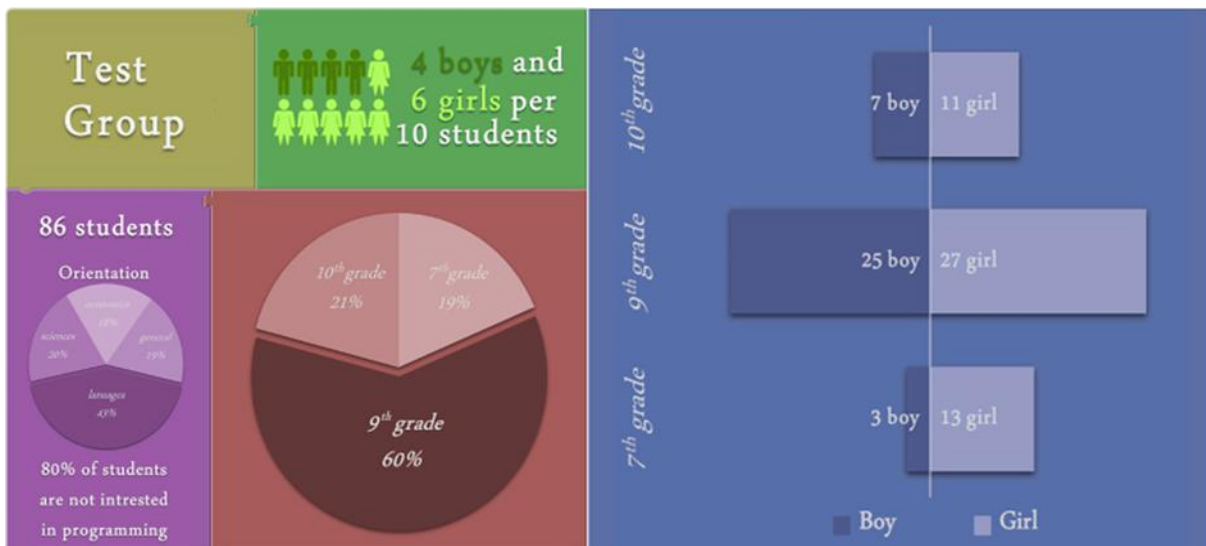 Test
Group
4 boys and
6 girls per
10 students
86 students
Orientation
18%
sciences
20%
general
19%
43%
80% of students
are not intrested
in programming
10th grade
21%
7th grade
19%
9th grade
60%
10th grade
7 boy
11 girl
9th grade
25 boy
27 girl
7th grade
3 boy
13 girl
Boy
Girl